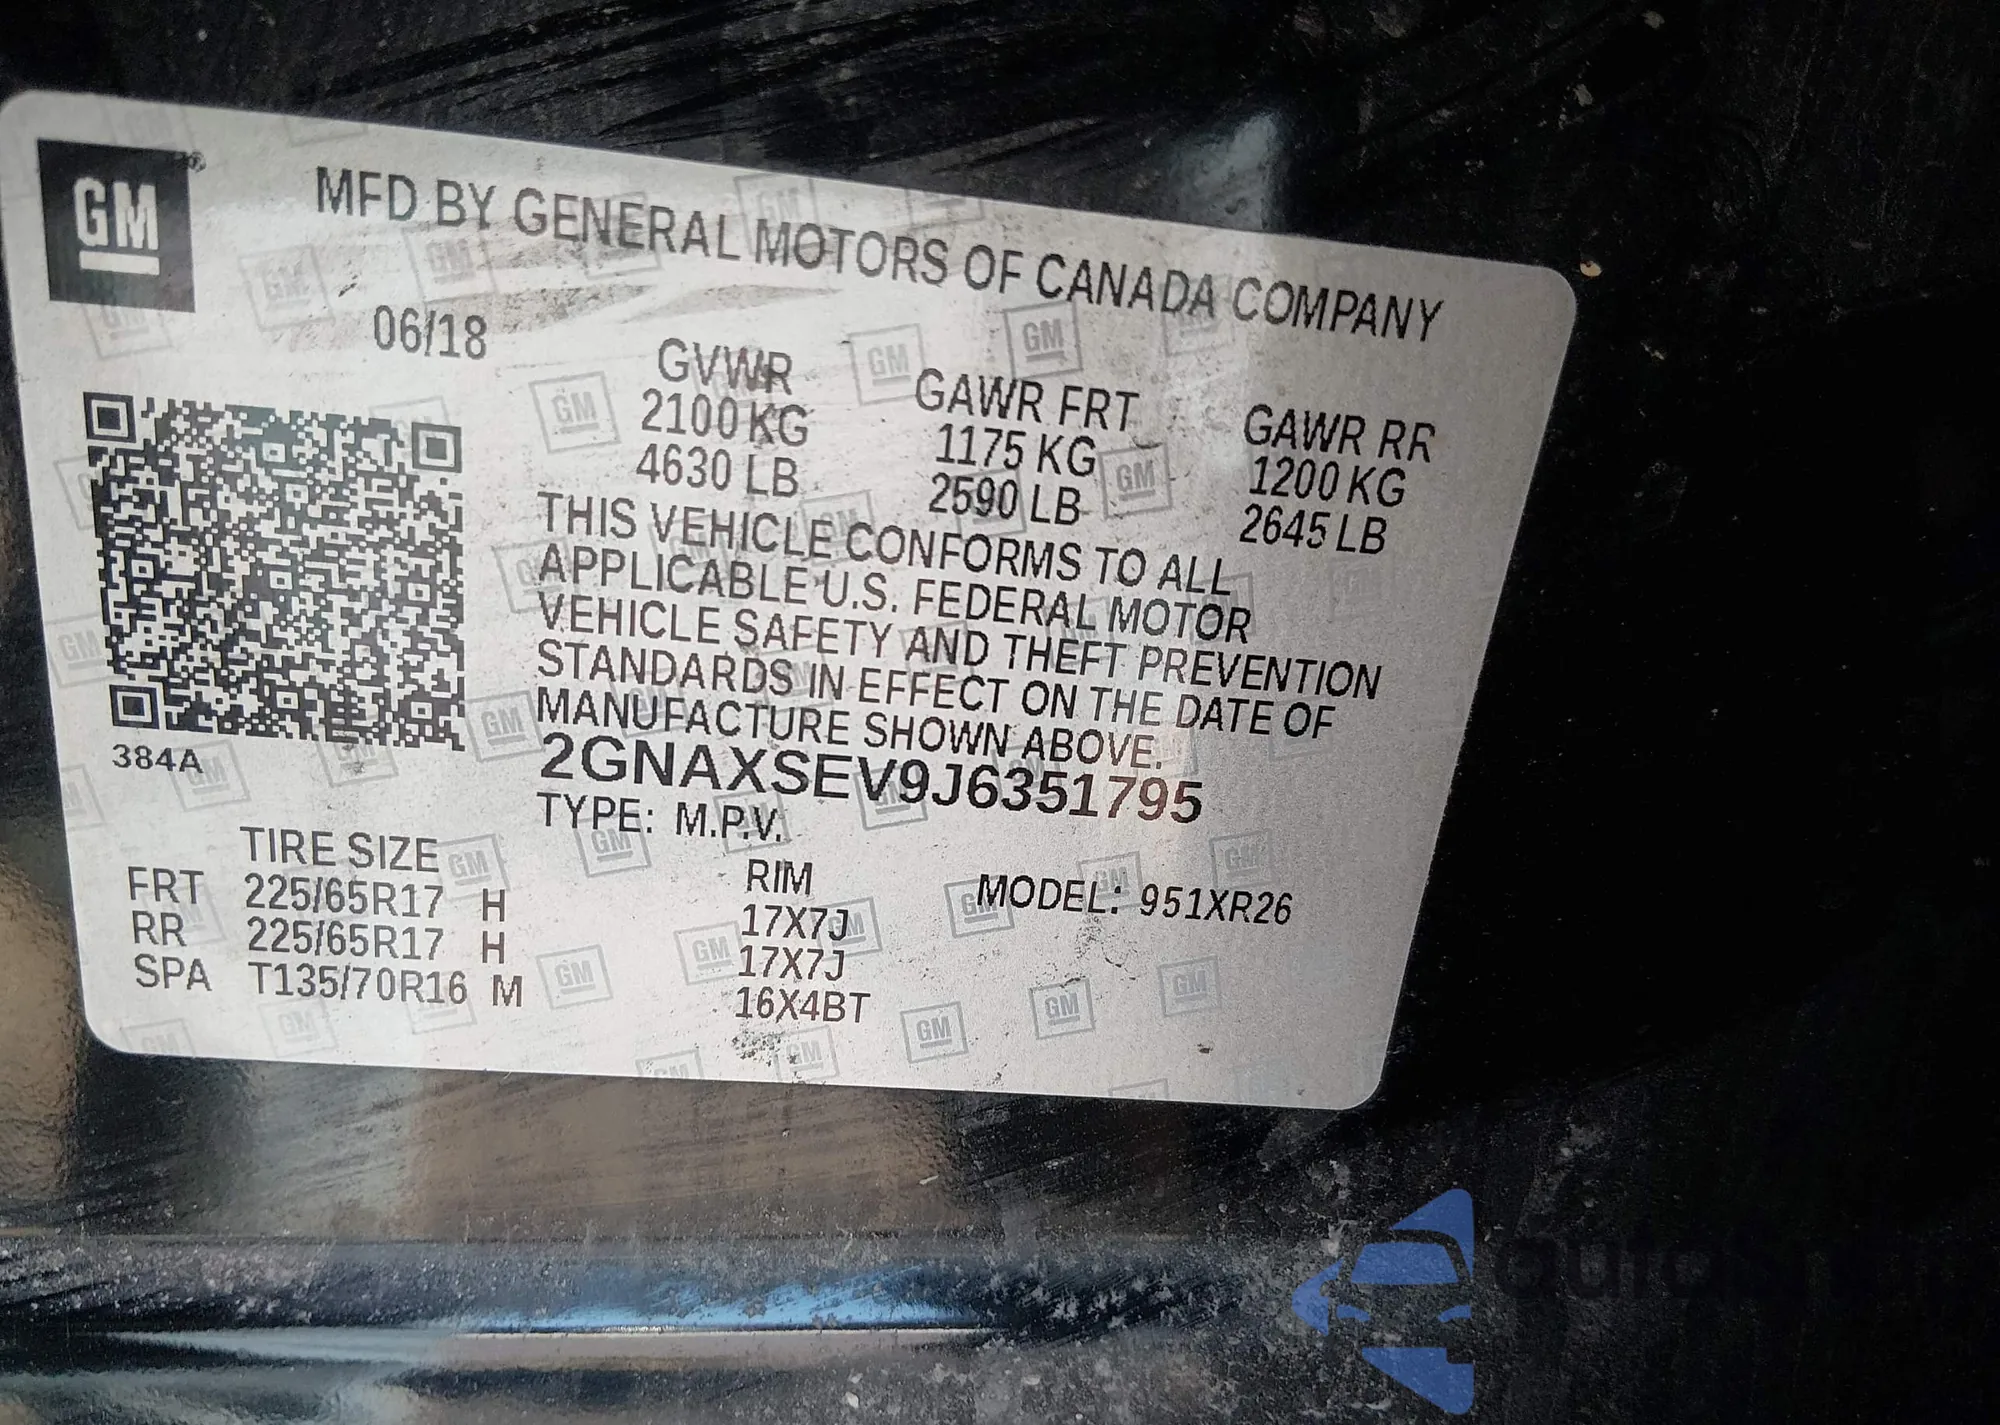 GM
MFD BY GENERAL MOTORS OF CANADA COMPANY
06/18
GVWR GAWR FRT GAWR RR
2100 KG 1175 KG 1200 KG
4630 LB 2590 LB 2645 LB
THIS VEHICLE CONFORMS TO ALL
APPLICABLE U.S. FEDERAL MOTOR
VEHICLE SAFETY AND THEFT PREVENTION
STANDARDS IN EFFECT ON THE DATE OF
MANUFACTURE SHOWN ABOVE.
2GNAXSEV9J6351795
384A
TYPE: M.P.V.
TIRE SIZE RIM MODEL: 951XR26
FRT 225/65R17 H 17X7J
RR 225/65R17 H 17X7J
SPA T135/70R16 M 16X4BT